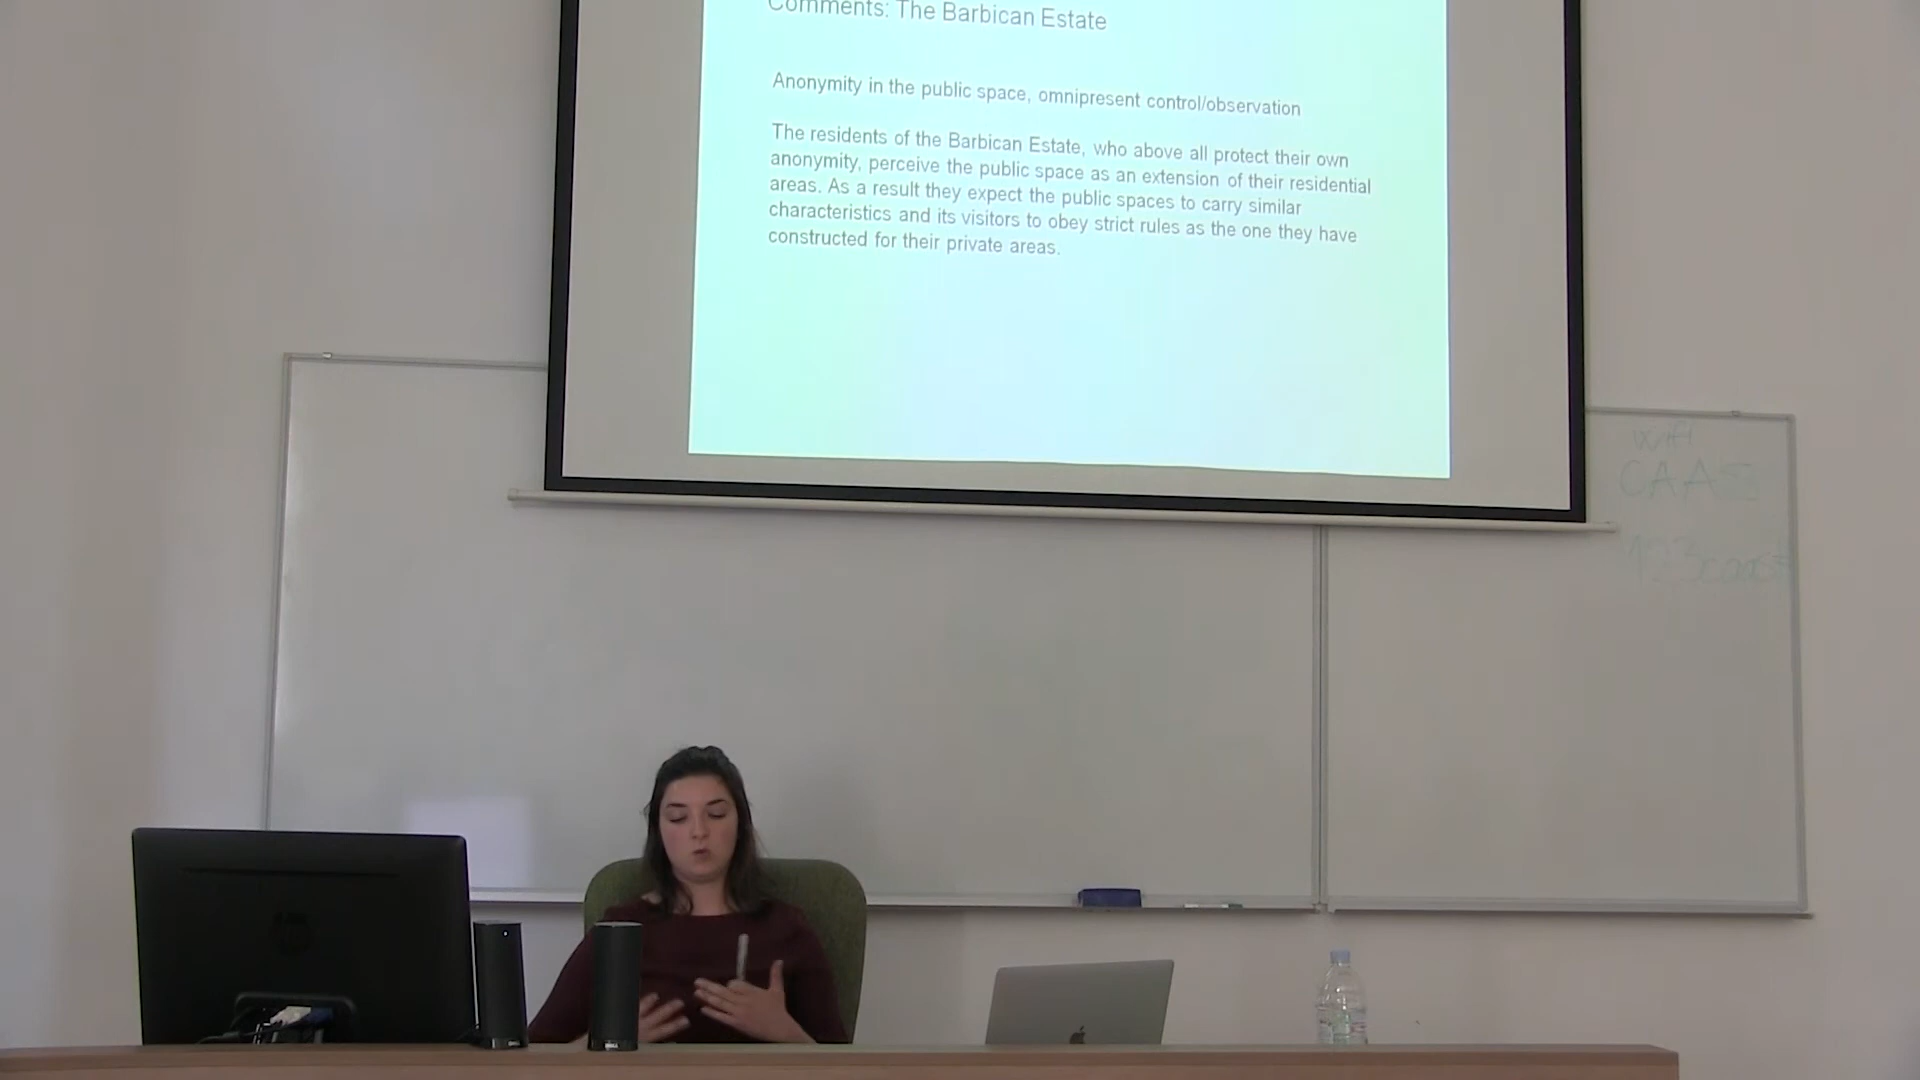 Comments: The Barbican Estate
Anonymity in the public space, omnipresent control/observation
The residents of the Barbican Estate, who above all protect their own
anonymity, perceive the public space as an extension of their residential
areas. As a result they expect the public spaces to carry similar
characteristics and its visitors to obey strict rules as the one they have
constructed for their private areas.
wifi